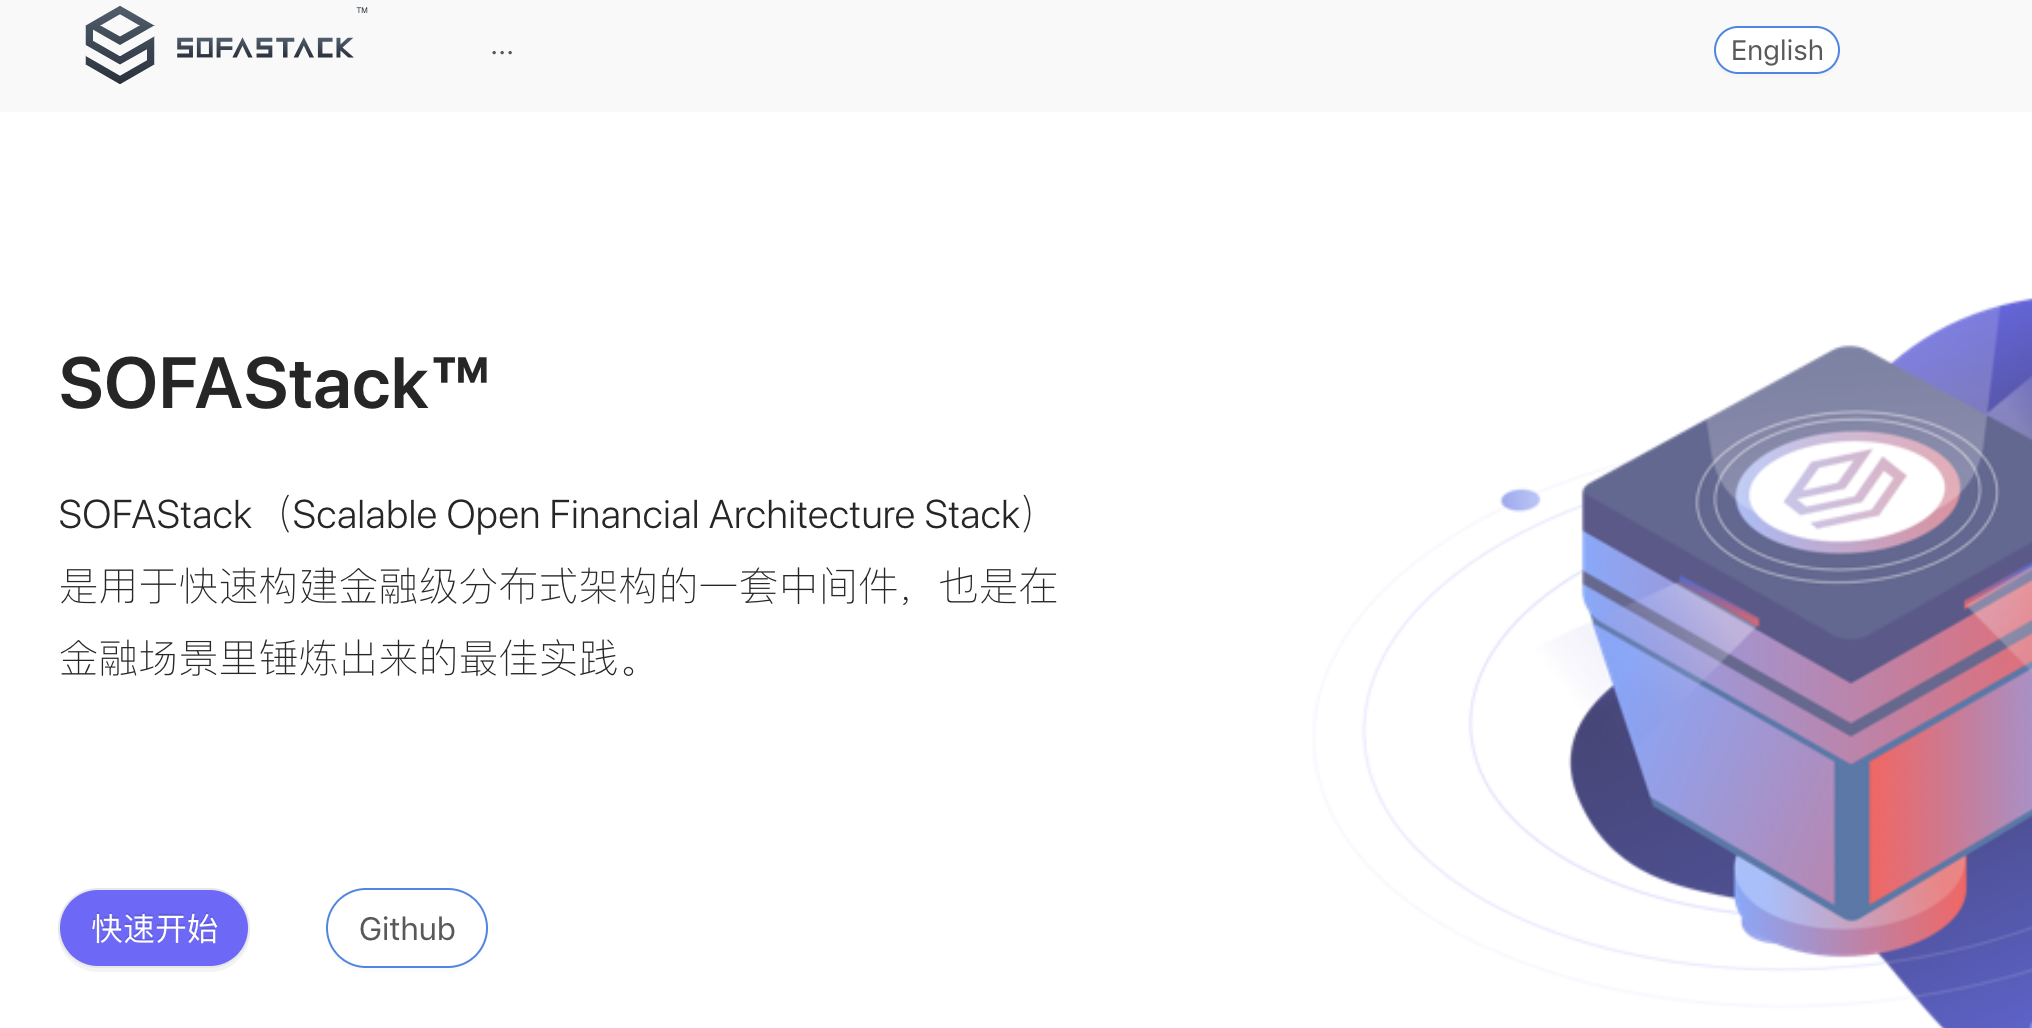 SOFASTACK™
...
English
SOFAStack™
SOFAStack（Scalable Open Financial Architecture Stack）
是用于快速构建金融级分布式架构的一套中间件，也是在
金融场景里锤炼出来的最佳实践。
快速开始
Github